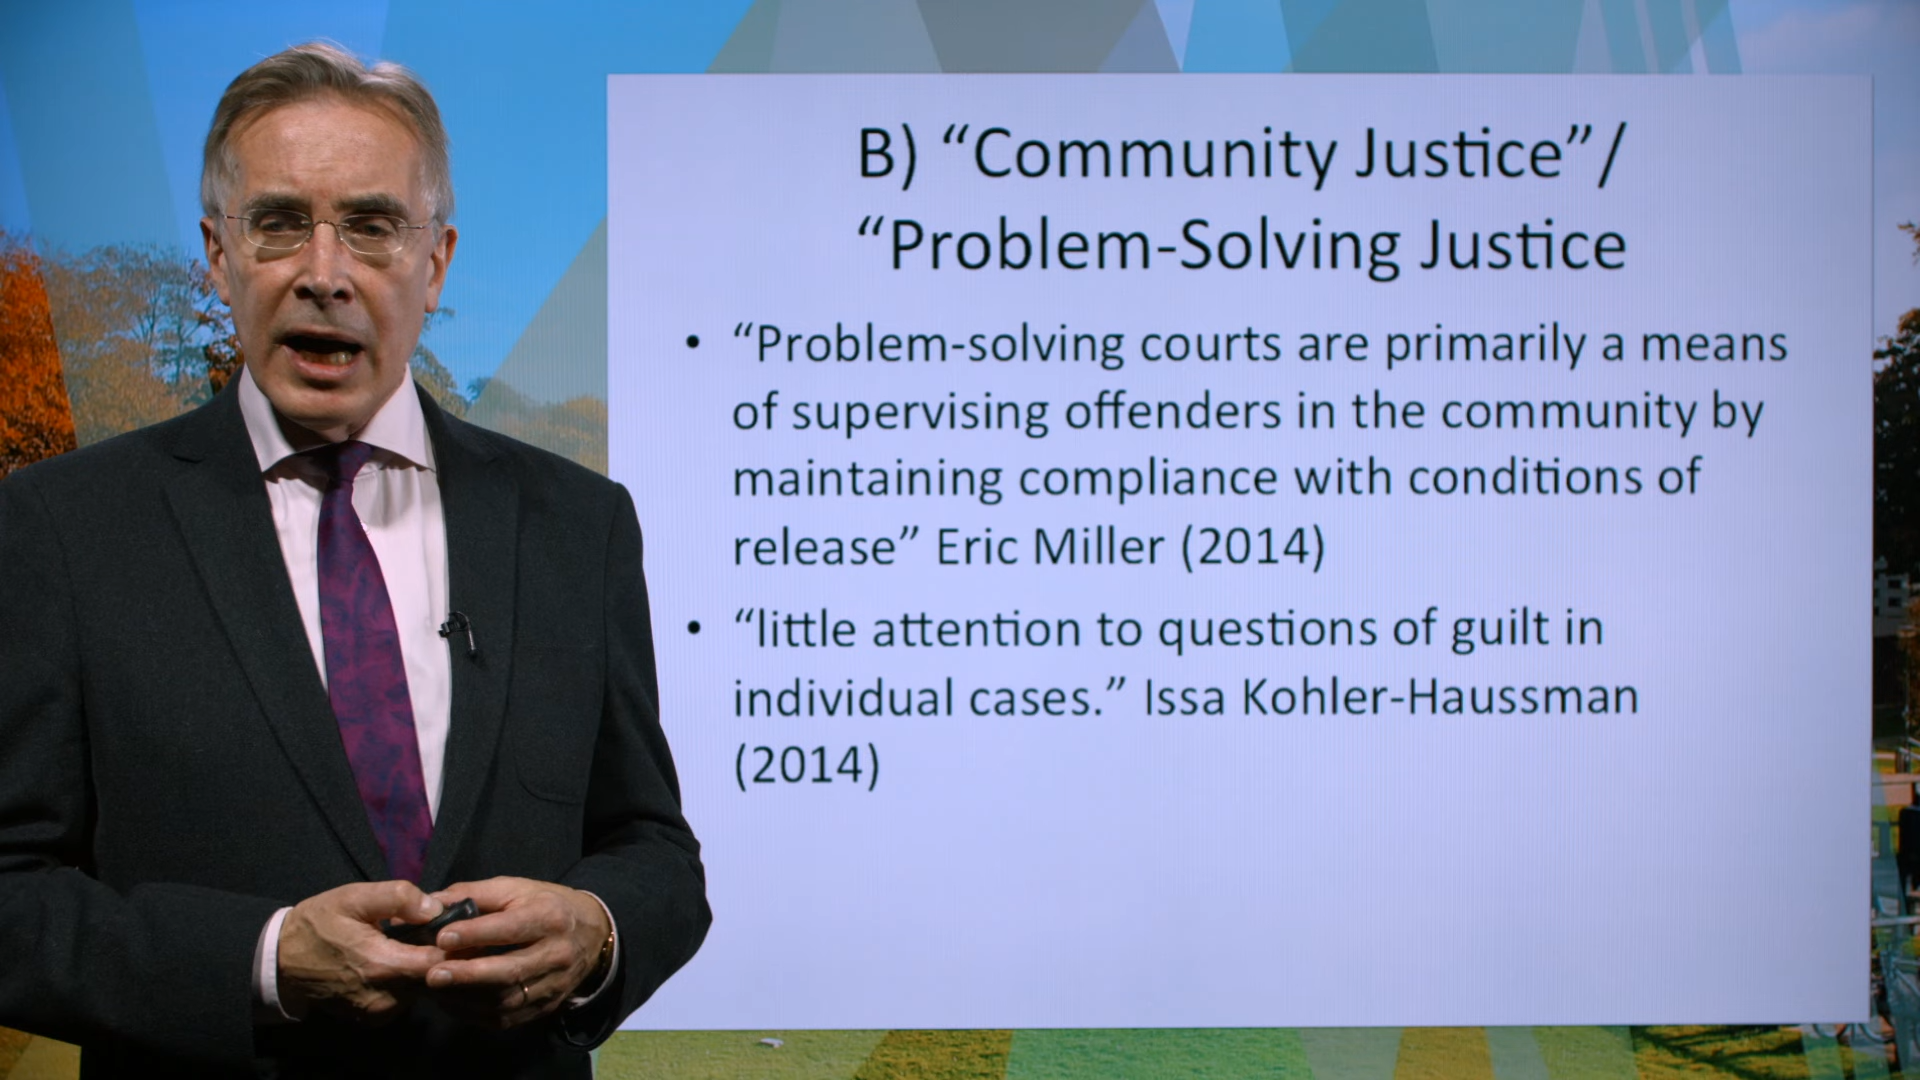 B) “Community Justice”/
“Problem-Solving Justice
• “Problem-solving courts are primarily a means
of supervising offenders in the community by
maintaining compliance with conditions of
release” Eric Miller (2014)
• “little attention to questions of guilt in
individual cases.” Issa Kohler-Haussman
(2014)